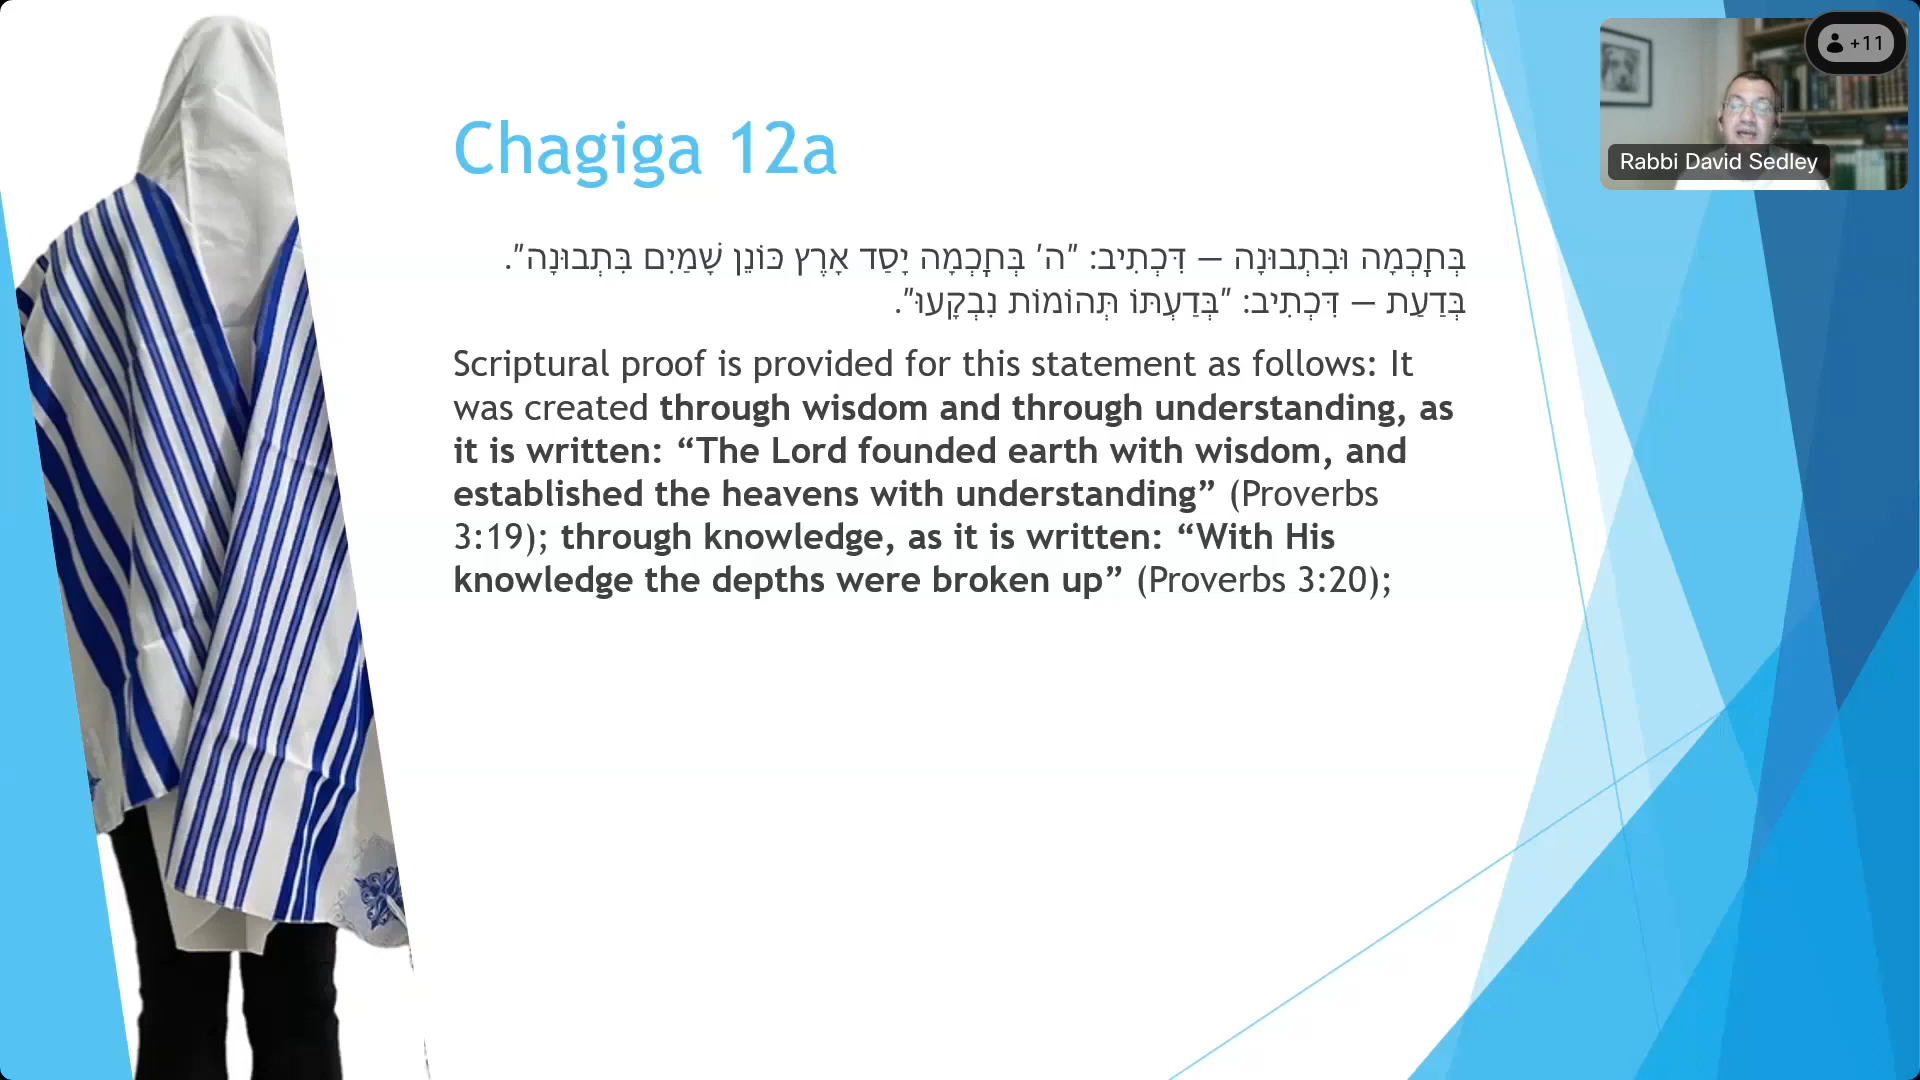 Chagiga 12a
בְּחׇכְמָה וּבִתְבוּנָה — דִּכְתִיב: ״ה׳ בְּחׇכְמָה יָסַד אָרֶץ כּוֹנֵן שָׁמַיִם בִּתְבוּנָה״.
בְּדַעַת — דִּכְתִיב: ״בְּדַעְתּוֹ תְּהוֹמוֹת נִבְקָעוּ״.
Scriptural proof is provided for this statement as follows: It
was created through wisdom and through understanding, as
it is written: “The Lord founded earth with wisdom, and
established the heavens with understanding” (Proverbs
3:19); through knowledge, as it is written: “With His
knowledge the depths were broken up” (Proverbs 3:20);
+11
Rabbi David Sedley